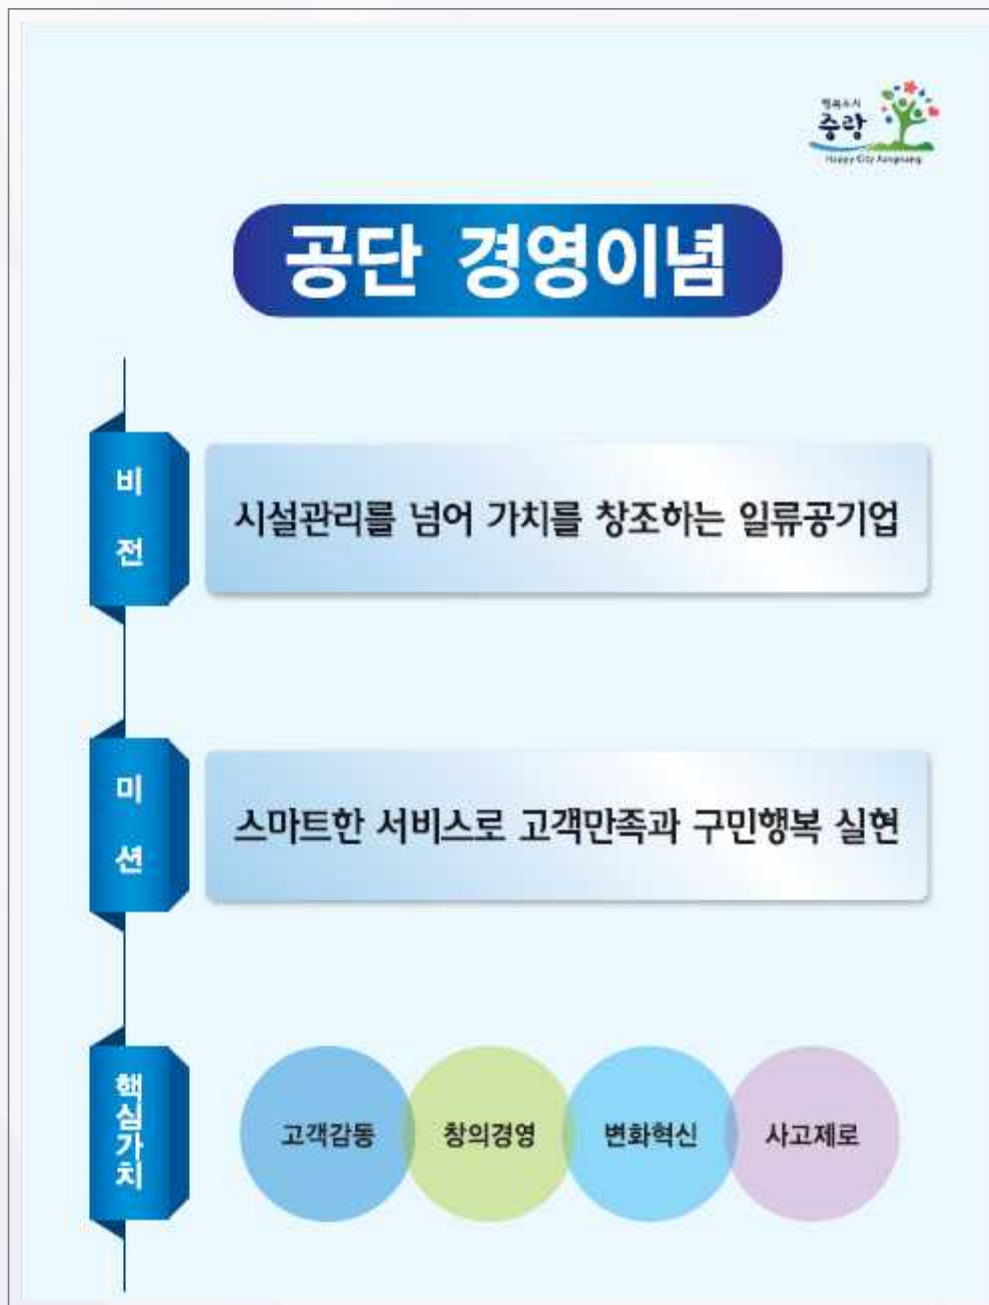 행복도시
중랑
Happy City Jungnang
공단 경영이념
비전
시설관리를 넘어 가치를 창조하는 일류공기업
미션
스마트한 서비스로 고객만족과 구민행복 실현
핵심가치
고객감동
창의경영
변화혁신
사고제로